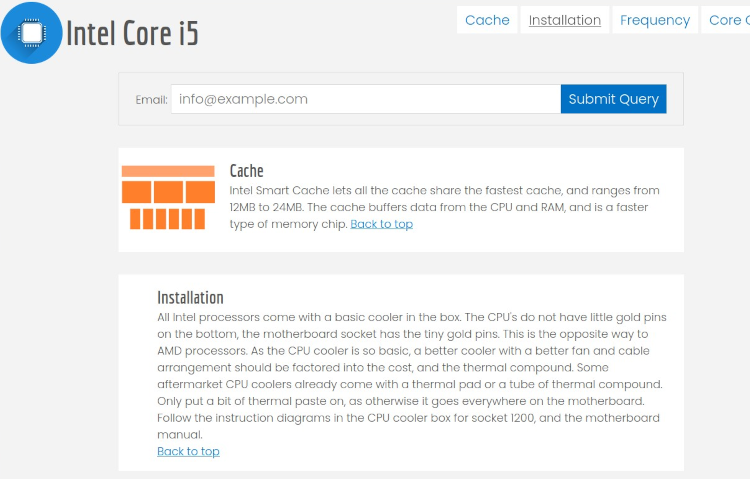 Intel Core i5
Cache Installation Frequency Core
Email: info@example.com Submit Query
Cache
Intel Smart Cache lets all the cache share the fastest cache, and ranges from
12MB to 24MB. The cache buffers data from the CPU and RAM, and is a faster
type of memory chip. Back to top
Installation
All Intel processors come with a basic cooler in the box. The CPU's do not have little gold pins
on the bottom, the motherboard socket has the tiny gold pins. This is the opposite way to
AMD processors. As the CPU cooler is so basic, a better cooler with a better fan and cable
arrangement should be factored into the cost, and the thermal compound. Some
aftermarket CPU coolers already come with a thermal pad or a tube of thermal compound.
Only put a bit of thermal paste on, as otherwise it goes everywhere on the motherboard.
Follow the instruction diagrams in the CPU cooler box for socket 1200, and the motherboard
manual.
Back to top